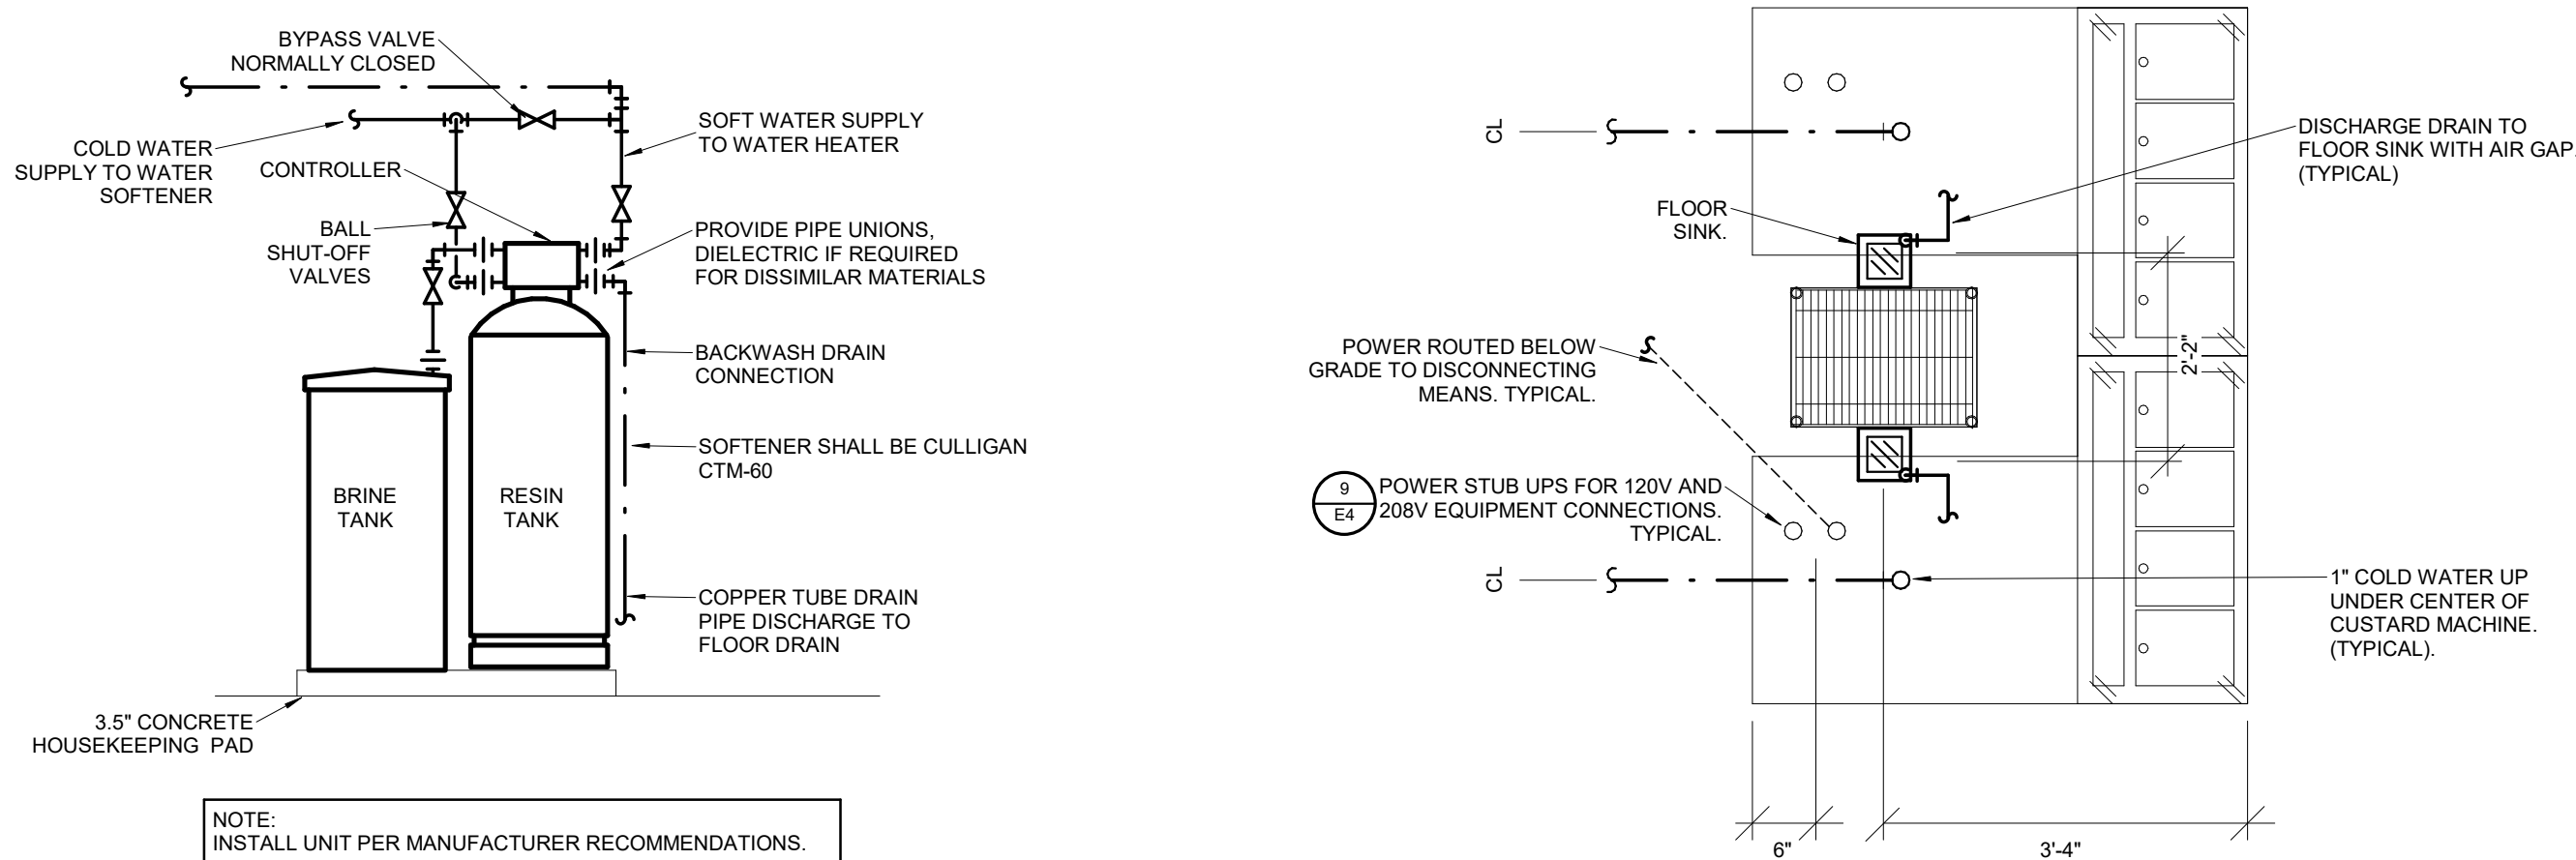 BYPASS VALVE
NORMALLY CLOSED
COLD WATER
SUPPLY TO WATER
SOFTENER
CONTROLLER
BALL
SHUT-OFF
VALVES
SOFT WATER SUPPLY
TO WATER HEATER
PROVIDE PIPE UNIONS,
DIELECTRIC IF REQUIRED
FOR DISSIMILAR MATERIALS
BACKWASH DRAIN
CONNECTION
SOFTENER SHALL BE CULLIGAN
CTM-60
BRINE
TANK
RESIN
TANK
COPPER TUBE DRAIN
PIPE DISCHARGE TO
FLOOR DRAIN
3.5" CONCRETE
HOUSEKEEPING PAD
NOTE:
INSTALL UNIT PER MANUFACTURER RECOMMENDATIONS.
CL
DISCHARGE DRAIN TO
FLOOR SINK WITH AIR GAP.
(TYPICAL)
FLOOR
SINK.
POWER ROUTED BELOW
GRADE TO DISCONNECTING
MEANS. TYPICAL.
2'-2"
9
E4
POWER STUB UPS FOR 120V AND
208V EQUIPMENT CONNECTIONS.
TYPICAL.
CL
1" COLD WATER UP
UNDER CENTER OF
CUSTARD MACHINE.
(TYPICAL).
6"
3'-4"